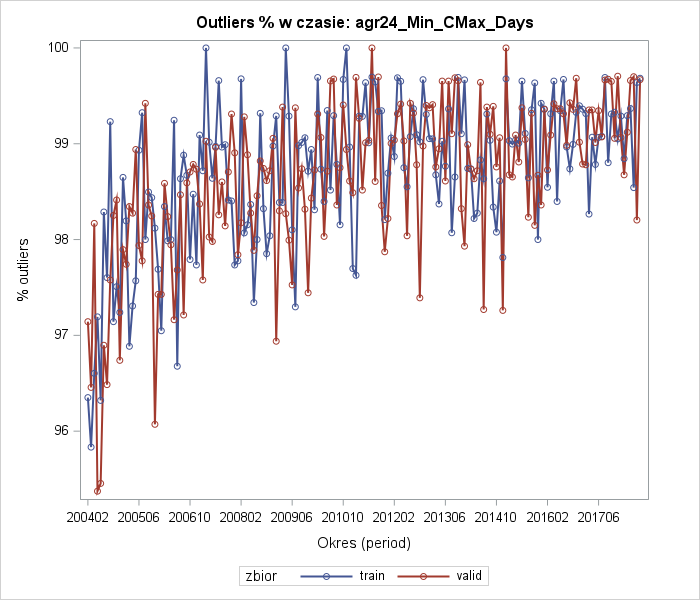 Outliers % w czasie: agr24_Min_CMax_Days
100
99
98
97
96
% outliers
200402 200506 200610 200802 200906 201010 201202 201306 201410 201602 201706
Okres (period)
zbior train valid